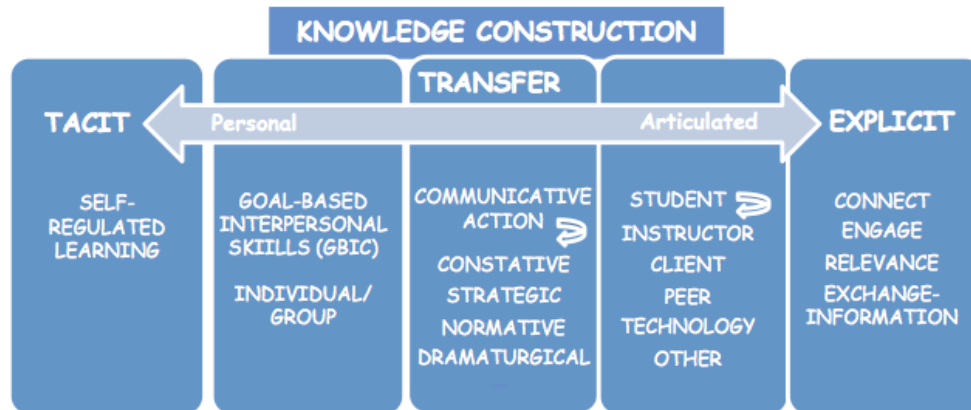 KNOWLEDGE CONSTRUCTION
TRANSFER
TACIT
Personal
Articulated
EXPLICIT
SELF-
REGULATED
LEARNING
GOAL-BASED
INTERPERSONAL
SKIILLS (GBIC)
INDIVIDUAL/
GROUP
COMMUNICATIVE
ACTION
CONSTATIVE
STRATEGIC
NORMATIVE
DRAMATURGICAL
STUDENT
INSTRUCTOR
CLIENT
PEER
TECHNOLOGY
OTHER
CONNECT
ENGAGE
RELEVANCE
EXCHANGE-
INFORMATION